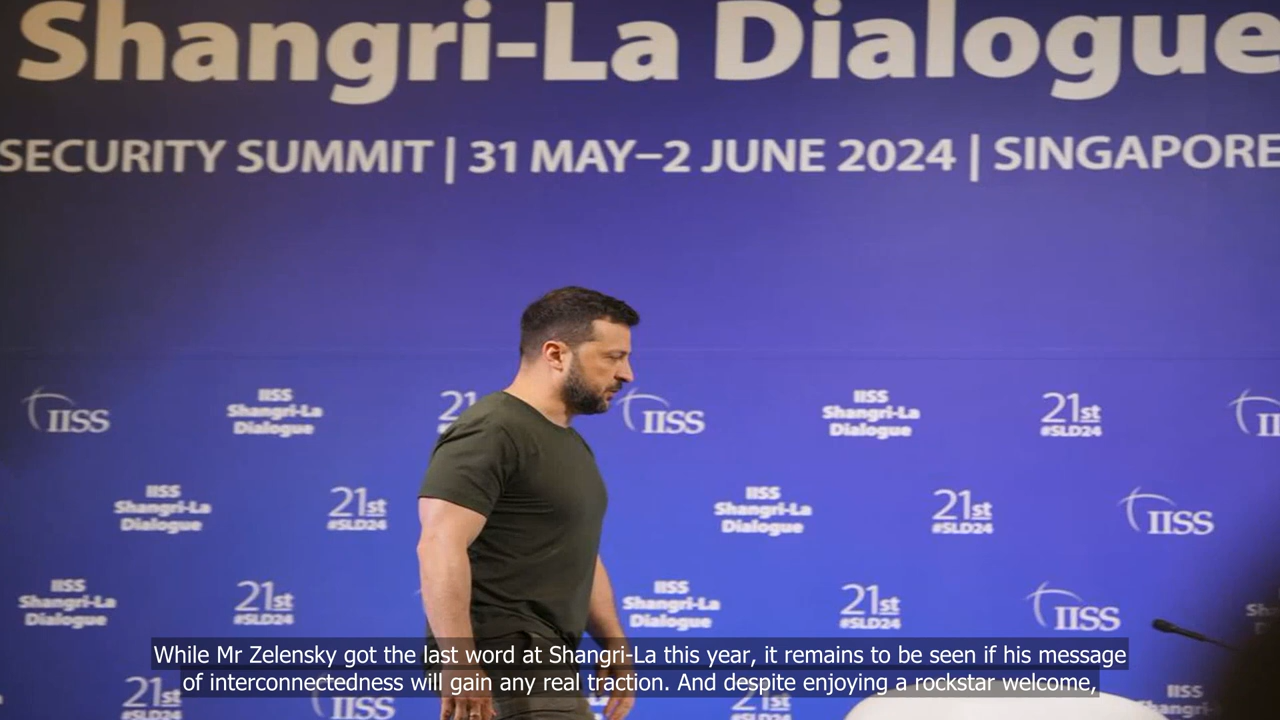 Shangri-La Dialogue
SECURITY SUMMIT | 31 MAY–2 JUNE 2024 | SINGAPORE
IISS
IISS
Shangri-La
Dialogue
21
IISS
IISS
Shangri-La
Dialogue
21st
#SLD24
IISS
Shangri-La
Dialogue
21st
#SLD24
IISS
Shangri-La
Dialogue
21st
#SLD24
IISS
IISS
Shangri-La
Dialogue
21st
#SLD24
IISS
Shangri-La
Dialogue
21st
#SLD24
IISS
While Mr Zelensky got the last word at Shangri-La this year, it remains to be seen if his message
of interconnectedness will gain any real traction. And despite enjoying a rockstar welcome,
21st
#SLD24
IISS
21st
#SLD24
IISS